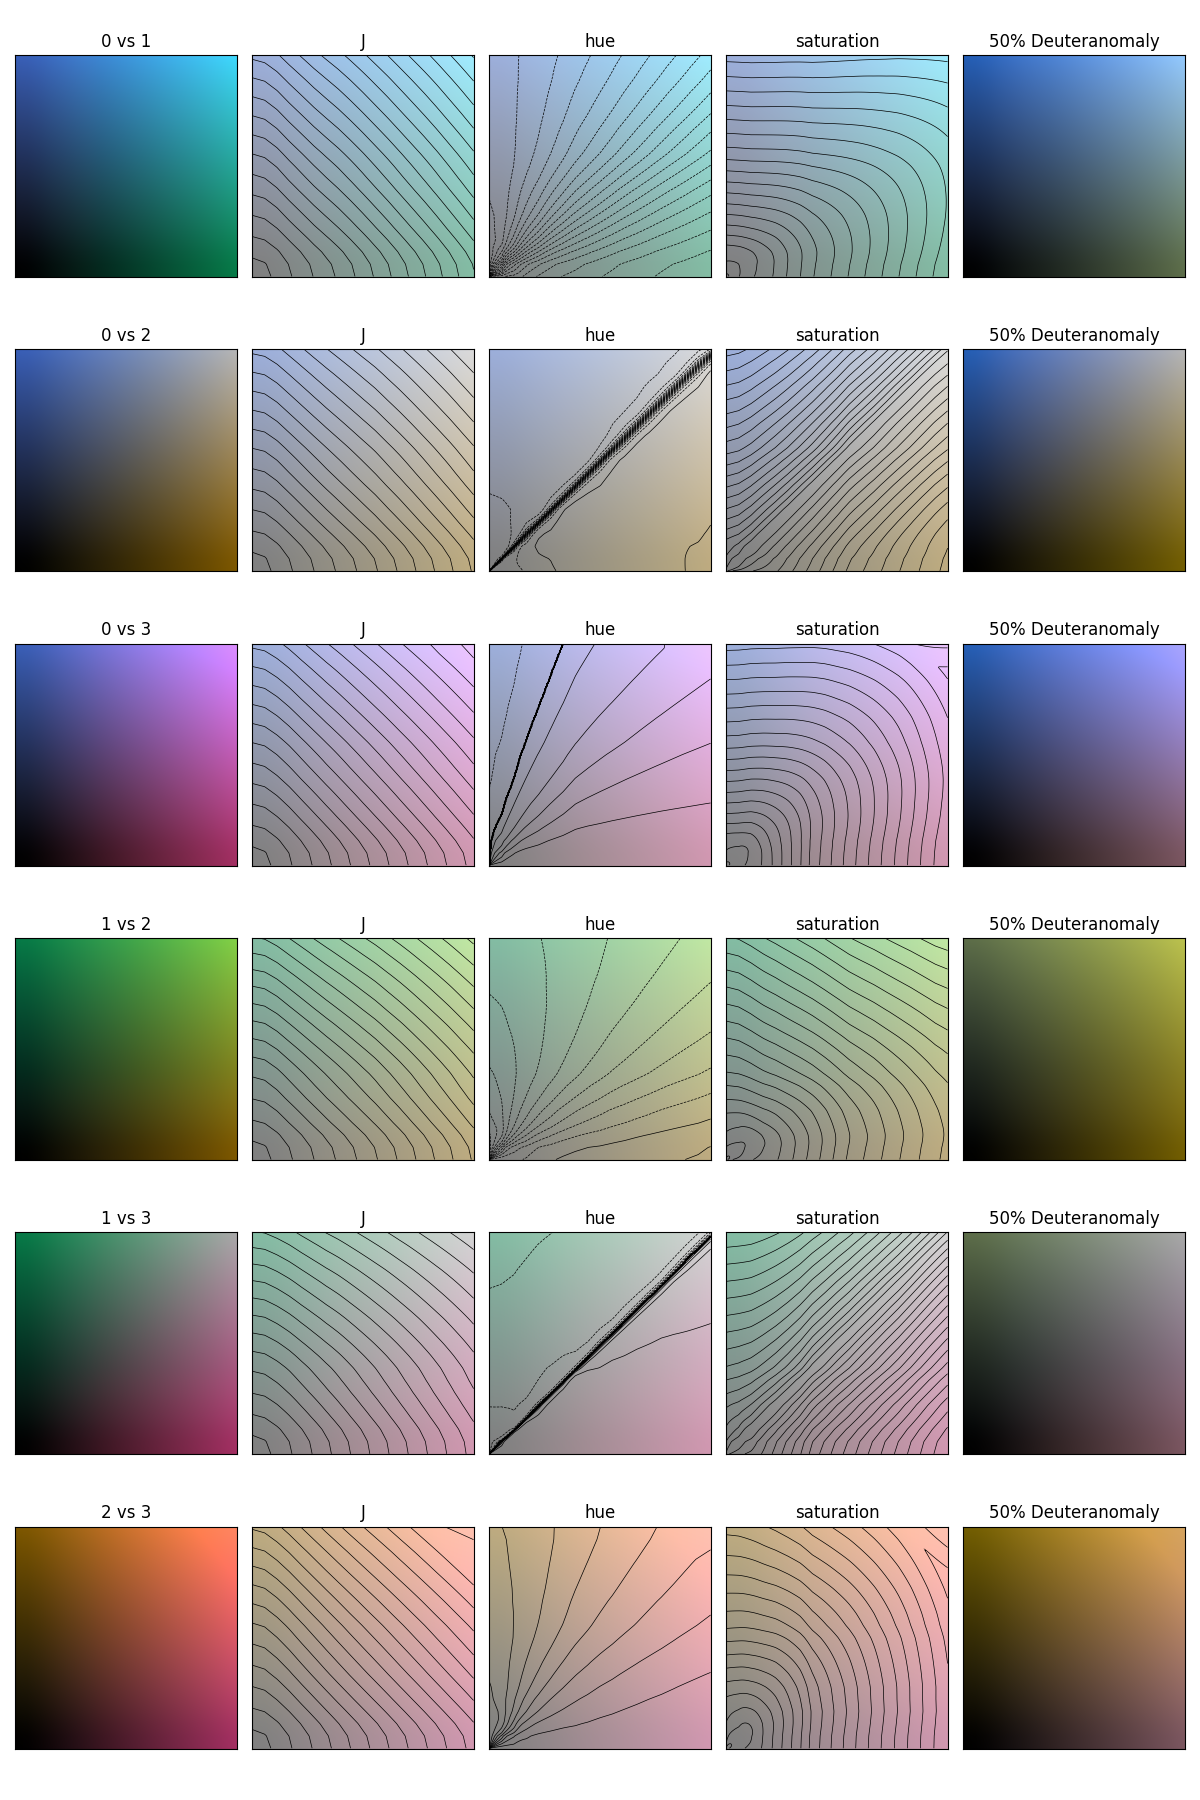 0 vs 1 J hue saturation 50% Deuteranomaly
0 vs 2 J hue saturation 50% Deuteranomaly
0 vs 3 J hue saturation 50% Deuteranomaly
1 vs 2 J hue saturation 50% Deuteranomaly
1 vs 3 J hue saturation 50% Deuteranomaly
2 vs 3 J hue saturation 50% Deuteranomaly